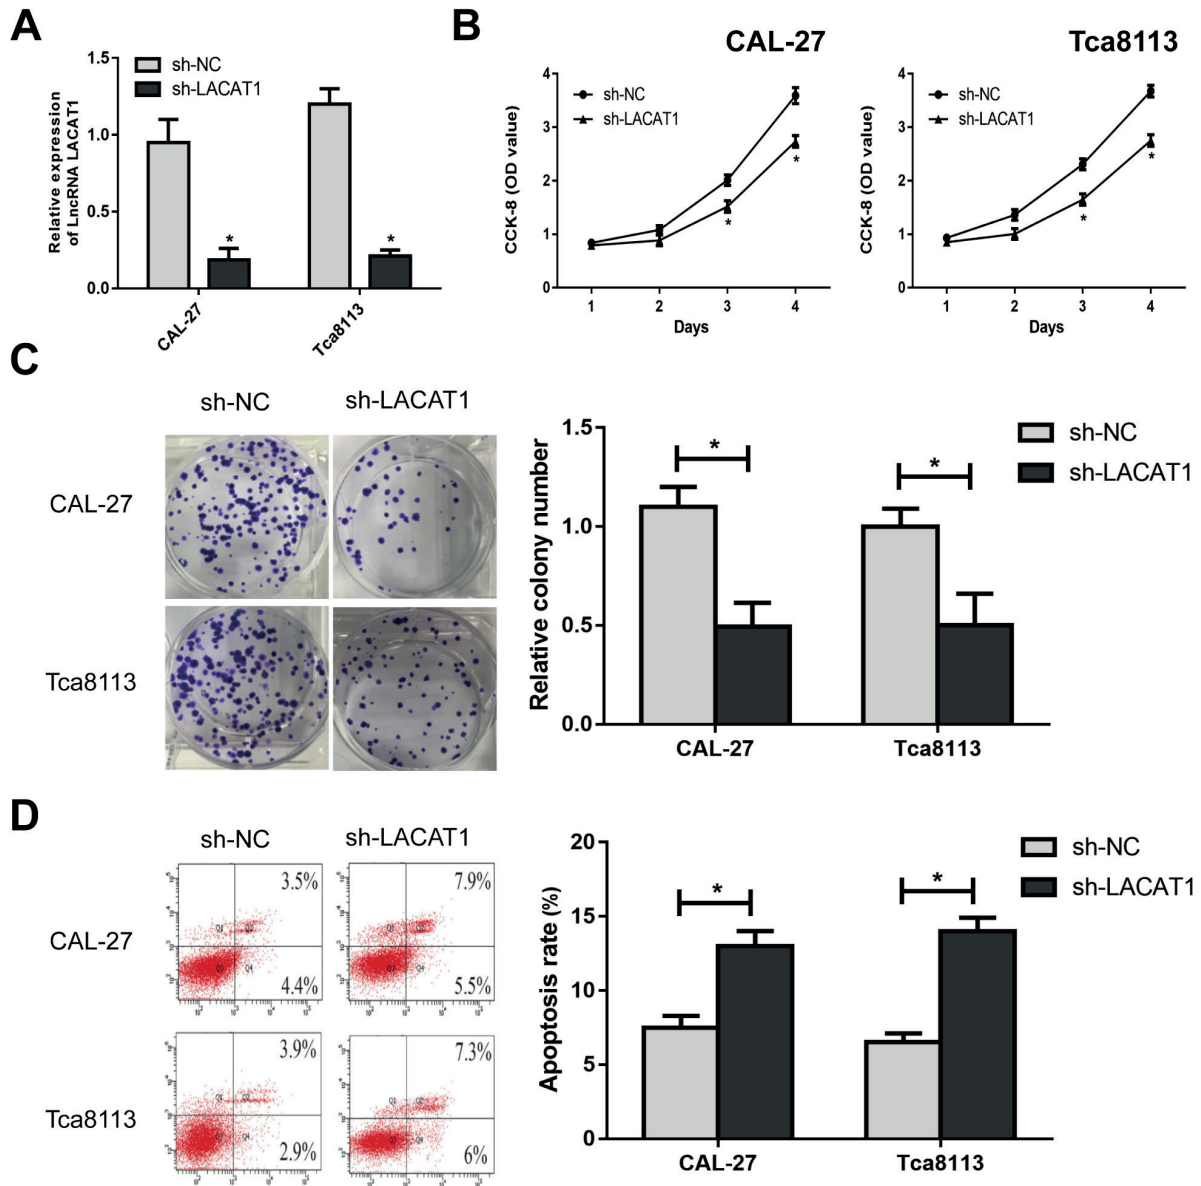 A
1.5
1.0
0.5
0.0
Relative expression
of LncRNA LACAT1
sh-NC
sh-LACAT1
*
*
CAL-27
Tca8113
B
CAL-27
4
3
2
1
0
CCK-8 (OD value)
sh-NC
sh-LACAT1
*
*
1 2 3 4
Days
Tca8113
4
3
2
1
0
CCK-8 (OD value)
sh-NC
sh-LACAT1
*
*
1 2 3 4
Days
C
sh-NC sh-LACAT1
CAL-27
Tca8113
1.5
1.0
0.5
0.0
Relative colony number
*
*
sh-NC
sh-LACAT1
CAL-27 Tca8113
D
sh-NC sh-LACAT1
CAL-27
3.5%
4.4%
7.9%
5.5%
Tca8113
3.9%
2.9%
7.3%
6%
20
15
10
5
0
Apoptosis rate (%)
*
*
sh-NC
sh-LACAT1
CAL-27 Tca8113